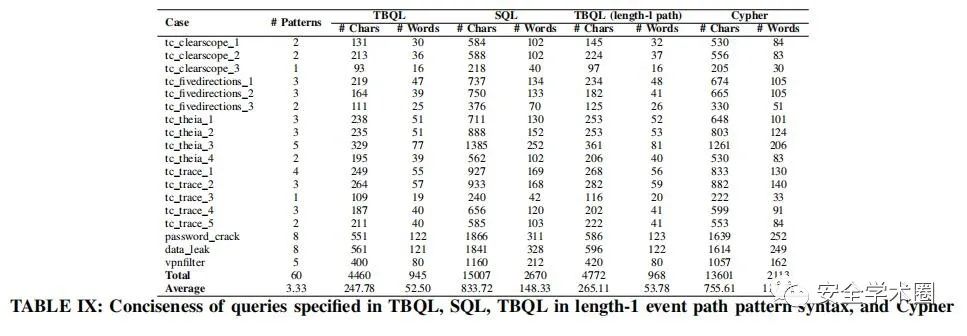 Case # Patterns TBQL SQL TBQL (length-1 path) Cypher
# Chars # Words # Chars # Words # Chars # Words # Chars # Words
tc_clearscope_1 2 131 30 584 102 145 32 530 84
tc_clearscope_2 2 213 36 588 102 224 37 556 83
tc_clearscope_3 1 93 16 218 40 97 16 205 30
tc_fivedirections_1 3 219 47 737 134 234 48 674 105
tc_fivedirections_2 3 164 39 750 133 182 41 665 105
tc_fivedirections_3 2 111 25 376 70 125 26 330 51
tc_theia_1 3 238 51 711 130 253 52 648 101
tc_theia_2 3 235 51 888 152 253 53 803 124
tc_theia_3 5 329 77 1385 252 361 81 1261 206
tc_theia_4 2 195 39 562 102 206 40 530 83
tc_trace_1 4 249 55 927 169 268 56 833 130
tc_trace_2 3 264 57 933 168 282 59 882 140
tc_trace_3 1 109 19 240 42 116 20 222 33
tc_trace_4 3 187 40 656 120 202 41 599 91
tc_trace_5 2 211 40 585 103 222 41 553 84
password_crack 8 551 122 1866 311 586 123 1639 252
data_leak 8 561 121 1841 328 596 122 1614 249
vpnfilter 5 400 80 1160 212 420 80 1057 162
Total 60 4460 945 15007 2670 4772 968 13601
Average 3.33 247.78 52.50 833.72 148.33 265.11 53.78 755.61
TABLE IX: Conciseness of queries specified in TBQL, SQL, TBQL in length-1 event path pattern syntax, and Cypher
安全学术圈